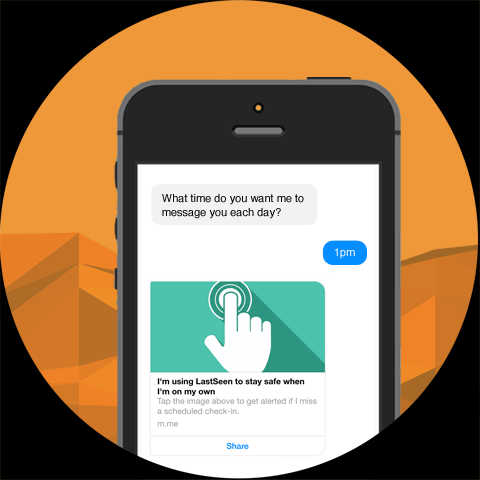 What time do you want me to
message you each day?
1pm
I'm using LastSeen to stay safe when
I'm on my own
Tap the image above to get alerted if I miss
a scheduled check-in.
m.me
Share